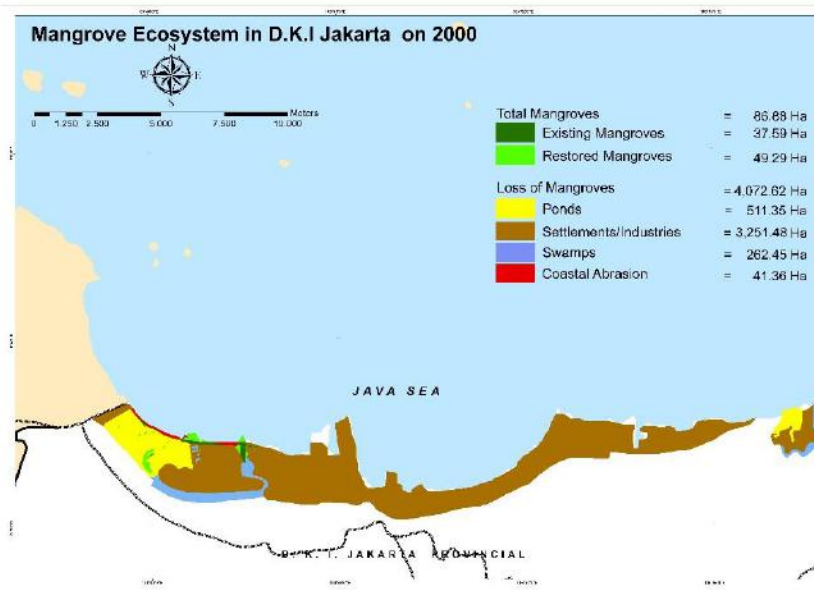 Mangrove Ecosystem in D.K.I Jakarta on 2000
N
W E
S
Meters
0 1.250 2.500 5.000 7.500 10.000
Total Mangroves = 86.88 Ha
Existing Mangroves = 37.59 Ha
Restored Mangroves = 49.29 Ha
Loss of Mangroves = 4,072.62 Ha
Ponds = 511.35 Ha
Settlements/Industries = 3,251.48 Ha
Swamps = 262.45 Ha
Coastal Abrasion = 41.36 Ha
JAVA SEA
D. K. I. JAKARTA PROVINCIAL